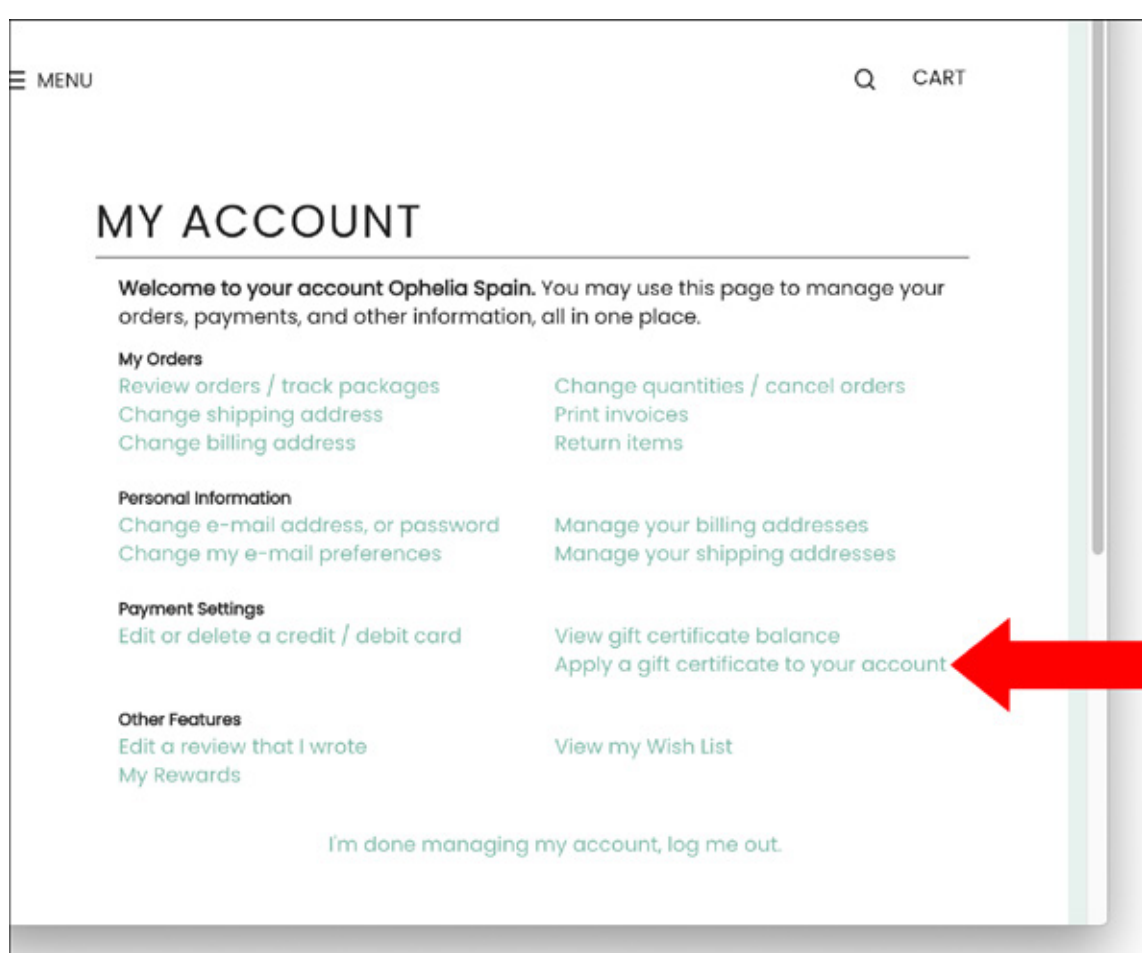 MENU
CART
MY ACCOUNT
Welcome to your account Ophelia Spain. You may use this page to manage your
orders, payments, and other information, all in one place.
My Orders
Review orders / track packages
Change shipping address
Change billing address
Change quantities / cancel orders
Print invoices
Return items
Personal Information
Change e-mail address, or password
Change my e-mail preferences
Manage your billing addresses
Manage your shipping addresses
Payment Settings
Edit or delete a credit / debit card
View gift certificate balance
Apply a gift certificate to your account
Other Features
Edit a review that I wrote
My Rewards
View my Wish List
I'm done managing my account, log me out.